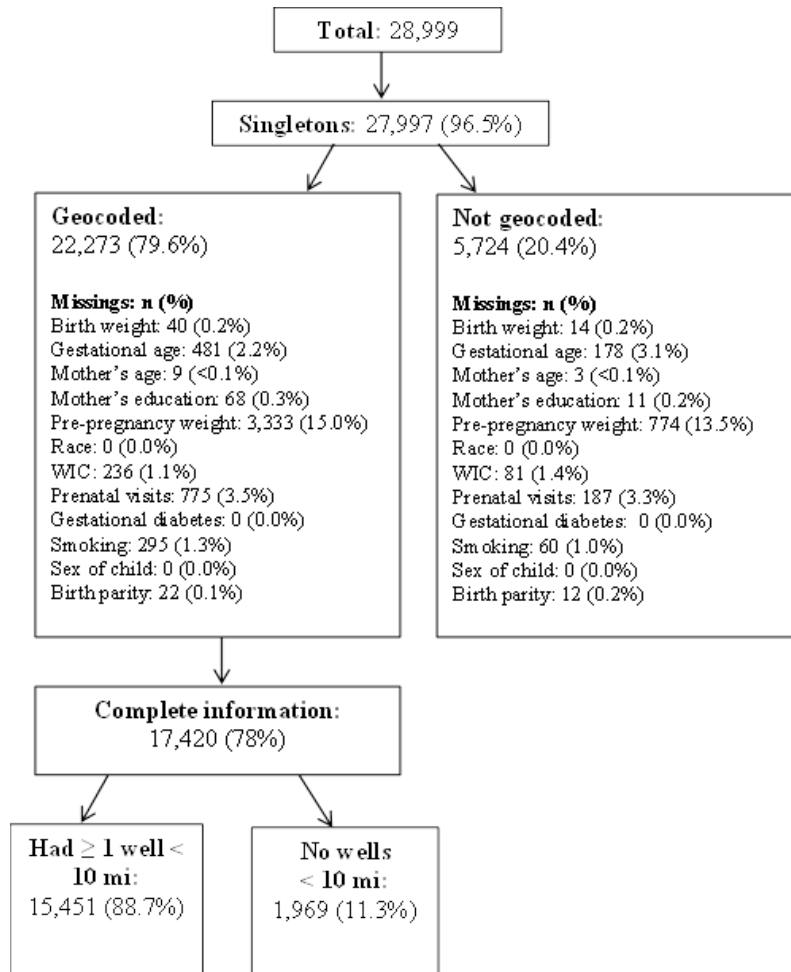 Total: 28,999
Singletons: 27,997 (96.5%)
Geocoded:
22,273 (79.6%)
Missings: n (%)
Birth weight: 40 (0.2%)
Gestational age: 481 (2.2%)
Mother's age: 9 (<0.1%)
Mother's education: 68 (0.3%)
Pre-pregnancy weight: 3,333 (15.0%)
Race: 0 (0.0%)
WIC: 236 (1.1%)
Prenatal visits: 775 (3.5%)
Gestational diabetes: 0 (0.0%)
Smoking: 295 (1.3%)
Sex of child: 0 (0.0%)
Birth parity: 22 (0.1%)
Not geocoded:
5,724 (20.4%)
Missings: n (%)
Birth weight: 14 (0.2%)
Gestational age: 178 (3.1%)
Mother's age: 3 (<0.1%)
Mother's education: 11 (0.2%)
Pre-pregnancy weight: 774 (13.5%)
Race: 0 (0.0%)
WIC: 81 (1.4%)
Prenatal visits: 187 (3.3%)
Gestational diabetes: 0 (0.0%)
Smoking: 60 (1.0%)
Sex of child: 0 (0.0%)
Birth parity: 12 (0.2%)
Complete information:
17,420 (78%)
Had ≥ 1 well <
10 mi:
15,451 (88.7%)
No wells
< 10 mi:
1,969 (11.3%)